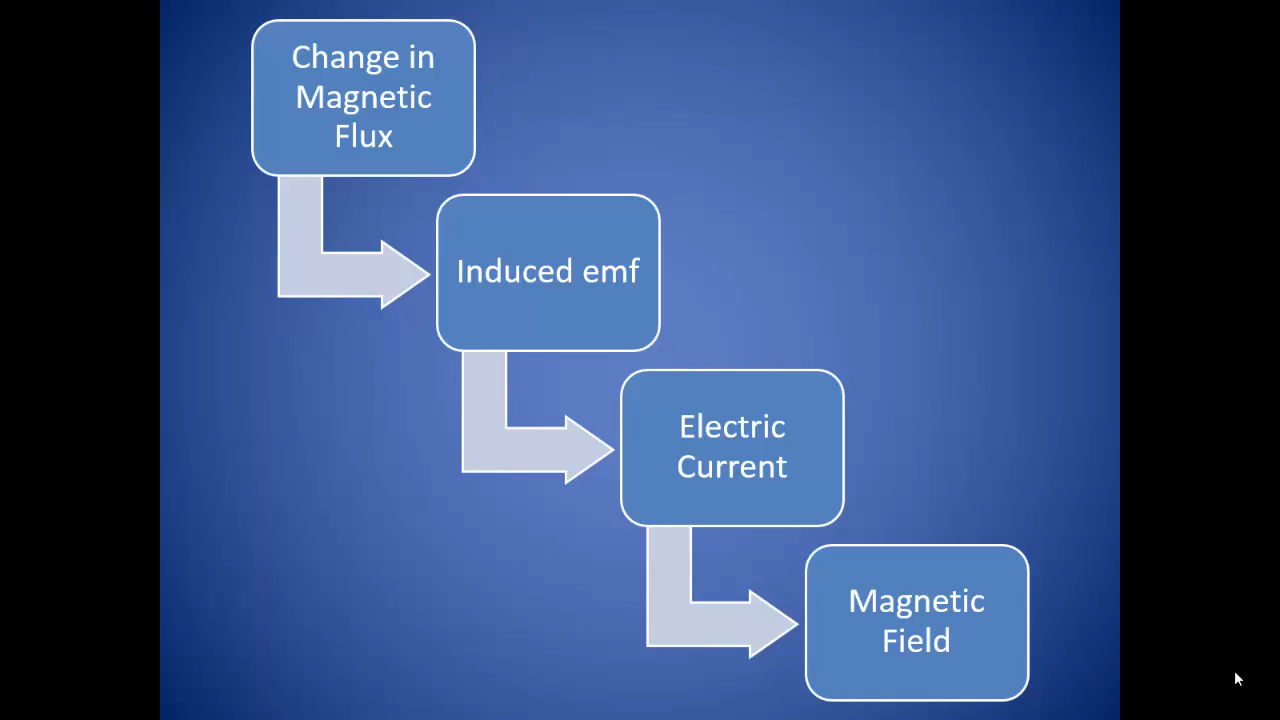 Change in
Magnetic
Flux
Induced emf
Electric
Current
Magnetic
Field